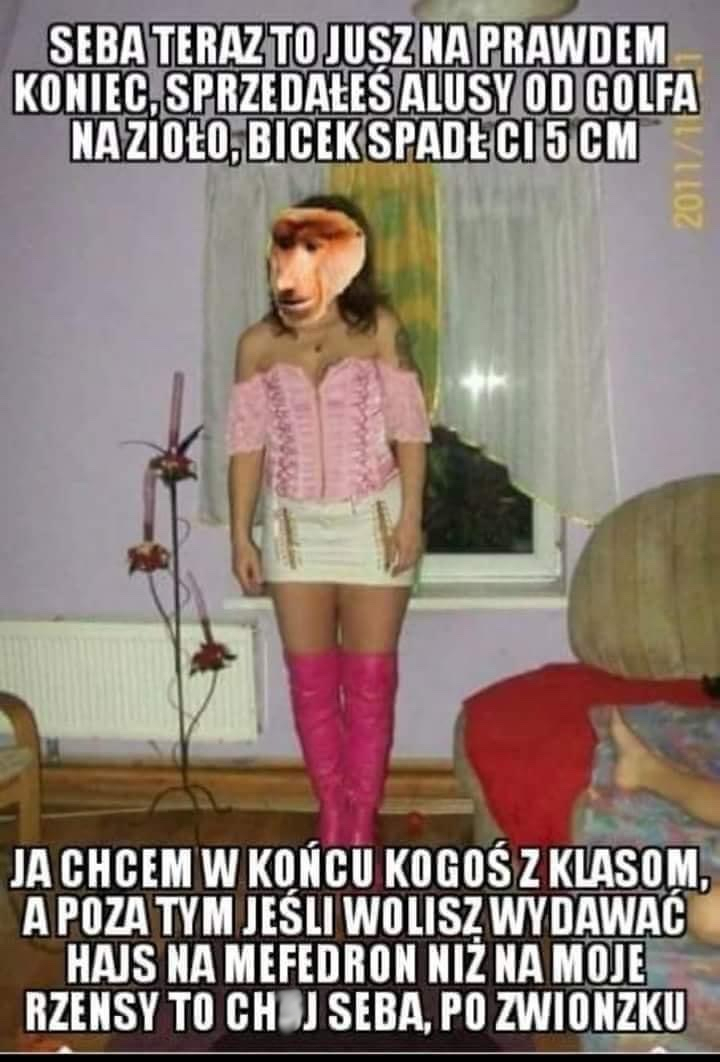 SEBA TERAZ TO JUSZ NA PRAWDEM
KONIEC, SPRZEDAŁEŚ ALUSY OD GOLFA
NA ZIOŁO, BICEK SPADŁ CI 5 CM
JA CHCEM W KOŃCU KOGOŚ Z KLASOM,
A POZA TYM JEŚLI WOLISZ WYDAWAĆ
HAJS NA MEFEDRON NIŻ NA MOJE
RZENSY TO CH J SEBA, PO ZWIONZKU